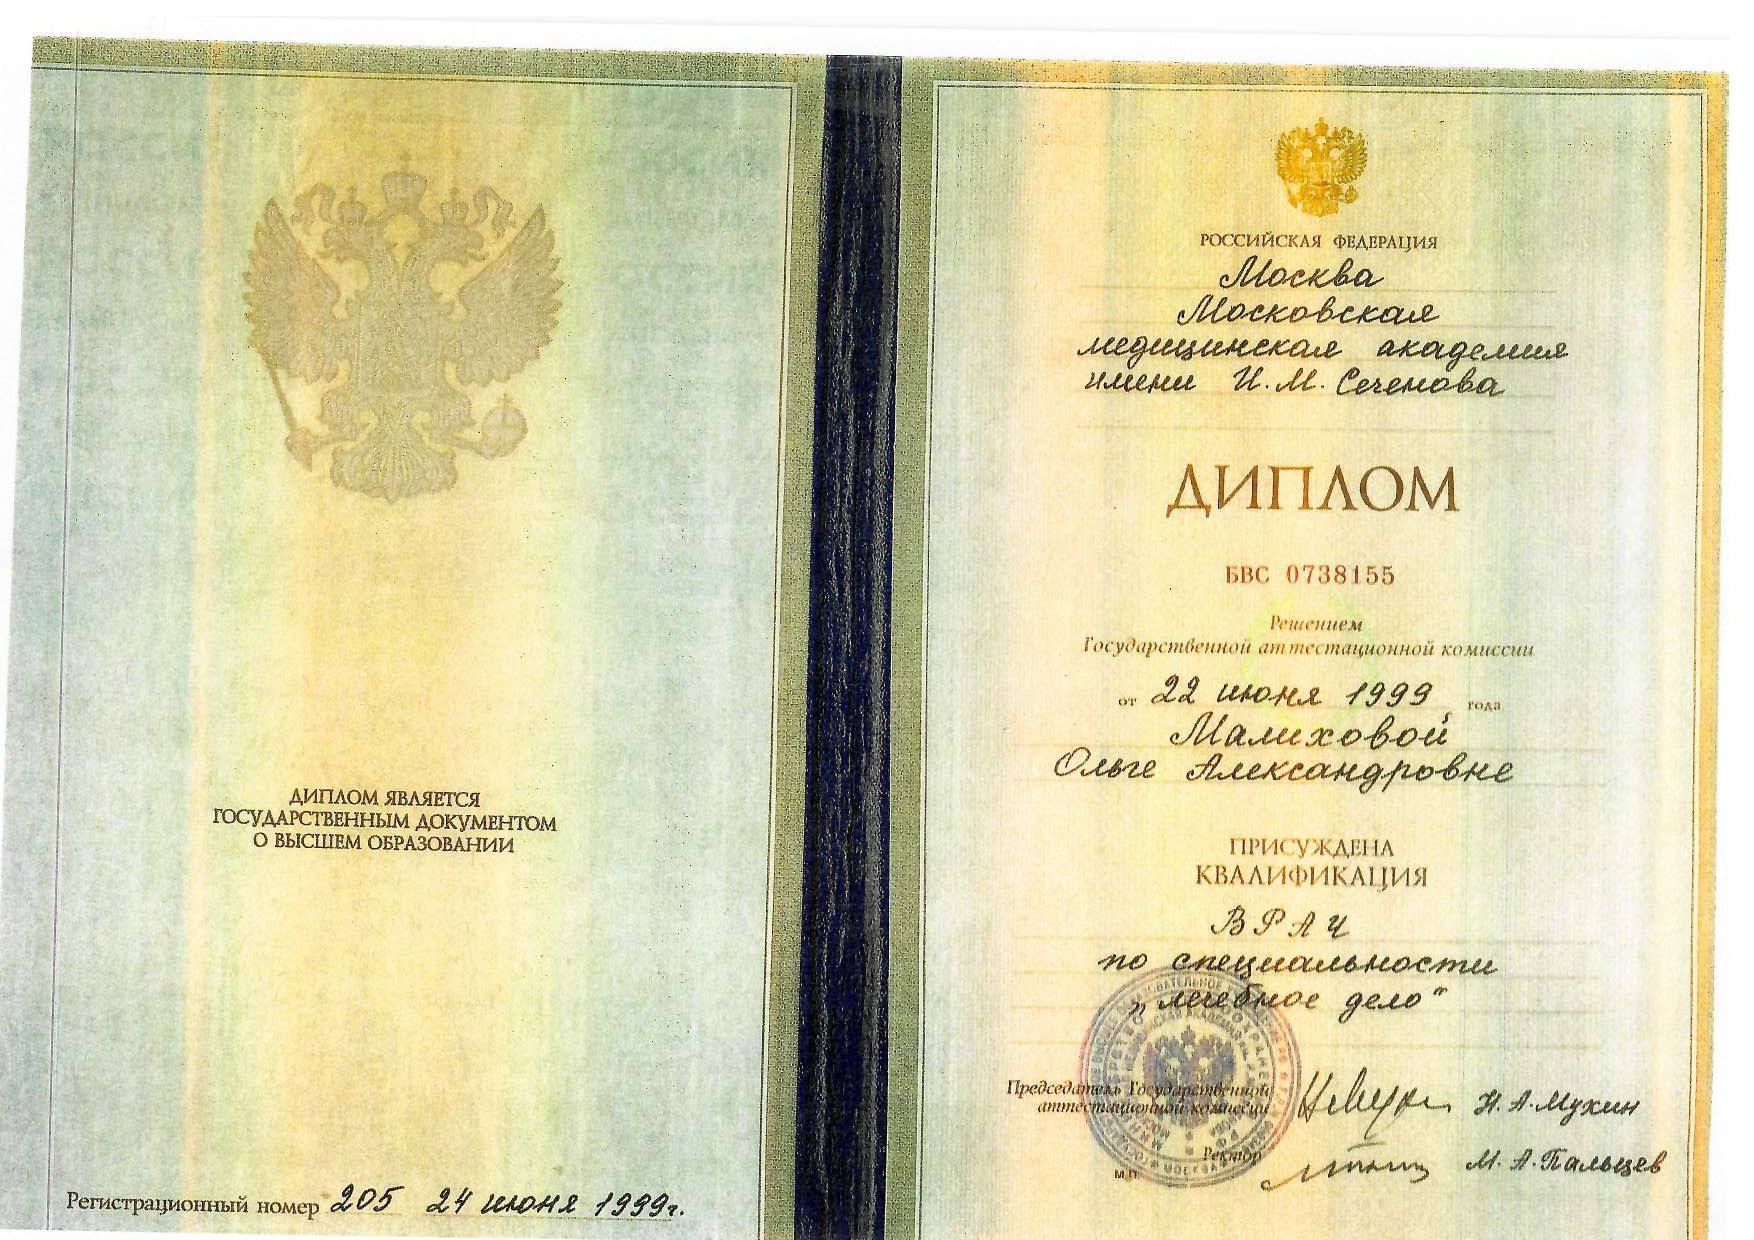 ДИПЛОМ ЯВЛЯЕТСЯ
ГОСУДАРСТВЕННЫМ ДОКУМЕНТОМ
О ВЫСШЕМ ОБРАЗОВАНИИ
Регистрационный номер 205 24 июня 1999г.
РОССИЙСКАЯ ФЕДЕРАЦИЯ
Москва
Московская
медицинская академия
имени И.М. Сеченова
ДИПЛОМ
БВС 0738155
Решением
Государственной аттестационной комиссии
от 22 июня 1999 года
Малиховой
Ольге Александровне
ПРИСУЖДЕНА
КВАЛИФИКАЦИЯ
ВРАЧ
по специальности
„лечебное дело"
Председатель Государственной
аттестационной комиссии Н.А.Мухин
Ректор М.А.Пальцев
М.П.